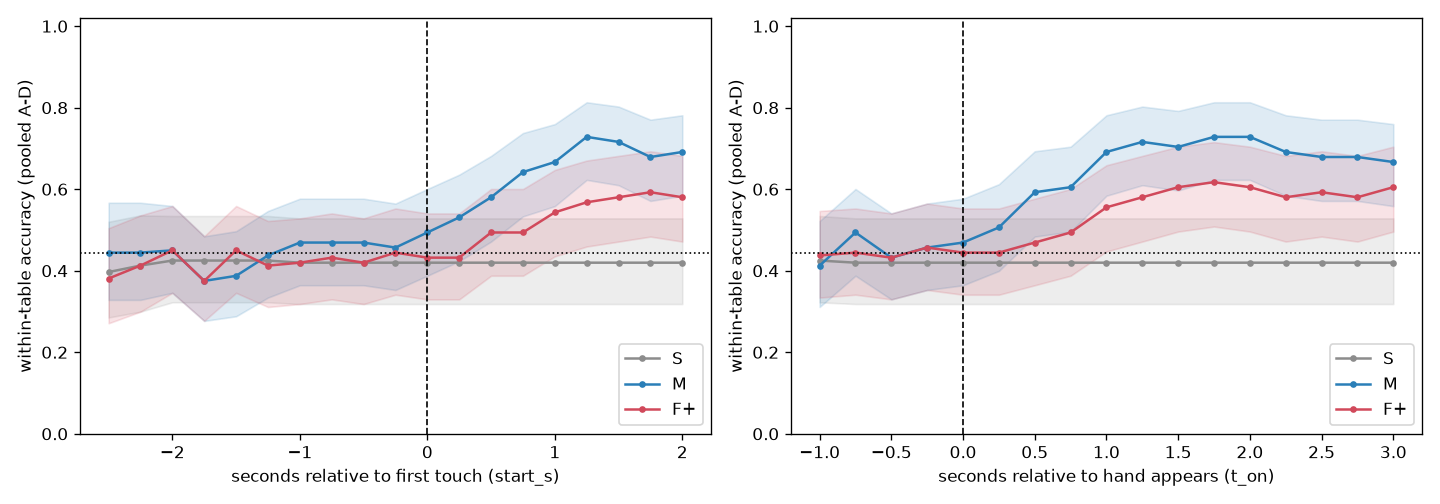 within-table accuracy (pooled A-D)
1.0
0.8
0.6
0.4
0.2
0.0
−2
−1
0
1
2
seconds relative to first touch (start_s)
S
M
F+
within-table accuracy (pooled A-D)
1.0
0.8
0.6
0.4
0.2
0.0
−1.0
−0.5
0.0
0.5
1.0
1.5
2.0
2.5
3.0
seconds relative to hand appears (t_on)
S
M
F+